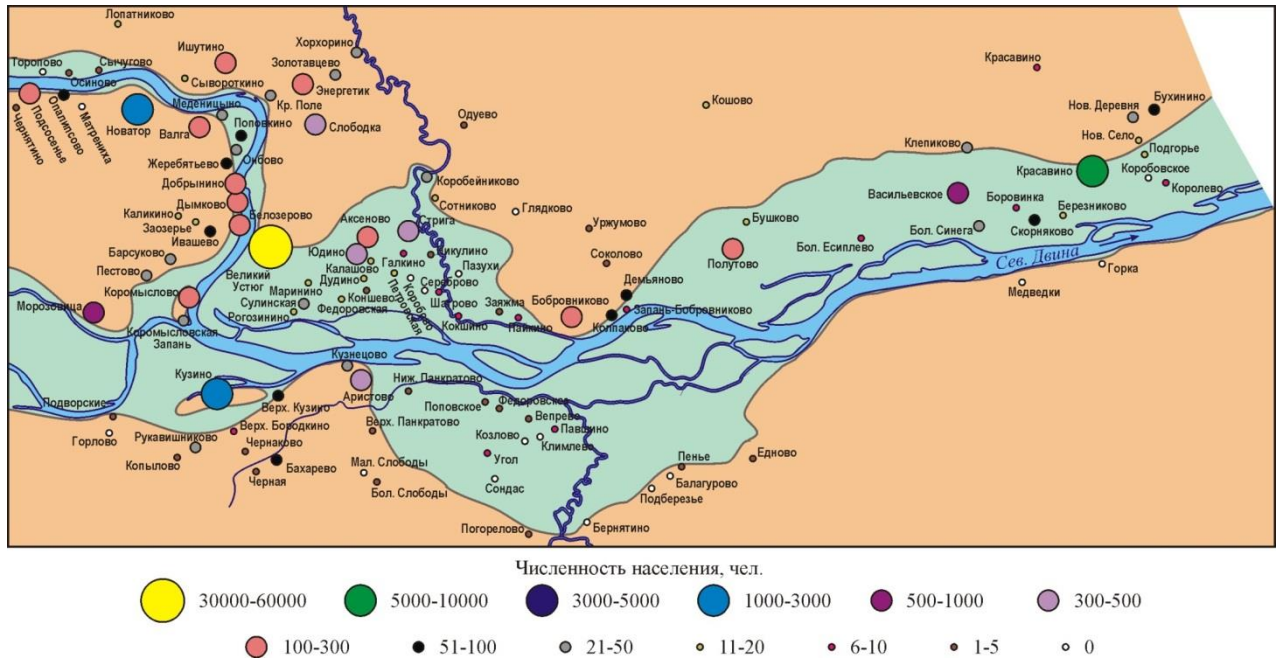 Лопатниково
Хорхорино
Ишутино
Золотавцево
Торопово
Сычугово
Осиново
Сывороткино
Энергетик
Кр. Поле
Красавино
Чернятино
Подсосенье
Опалипсово
Матрениха
Новатор
Меденицыно
Валга
Поповкино
Слободка
Одуево
Кошово
Нов. Деревня
Бухинино
Нов. Село
Жеребятьево
Онбово
Клепиково
Подгорье
Добрынино
Коробейниково
Красавино
Коробовское
Дымково
Сотниково
Васильевское
Королево
Каликино
Белозерово
Аксеново
Стрига
Глядково
Боровинка
Березниково
Заозерье
Ивашево
Уржумово
Бушково
Скорняково
Барсуково
Юдино
Галкино
Цикулино
Бол. Синега
Пестово
Великий
Устюг
Калашово
Соколово
Полутово
Бол. Есиплево
Сев. Двина
Дудино
Пазухи
Горка
Коромыслово
Маринино
Сереброво
Демьяново
Медведки
Морозовица
Сулинская
Коншево
Петровская
Коробово
Шатрово
Заяжма
Бобровниково
Запань-Бобровниково
Рогозинино
Федоровская
Кокшино
Пайкино
Колпаково
Коромысловская
Запань
Кузнецово
Кузино
Аристово
Ниж. Панкратово
Подворские
Верх. Кузино
Поповское
Федоровское
Вепрево
Верх. Панкратово
Павшино
Горлово
Рукавишниково
Верх. Бородкино
Козлово
Климлево
Чернаково
Копылово
Бахарево
Мал. Слободы
Угол
Пенье
Едново
Черная
Бол. Слободы
Сондас
Балагурово
Подберезье
Погорелово
Бернятино
Численность населения, чел.
30000-60000 5000-10000 3000-5000 1000-3000 500-1000 300-500
100-300 51-100 21-50 11-20 6-10 1-5 0